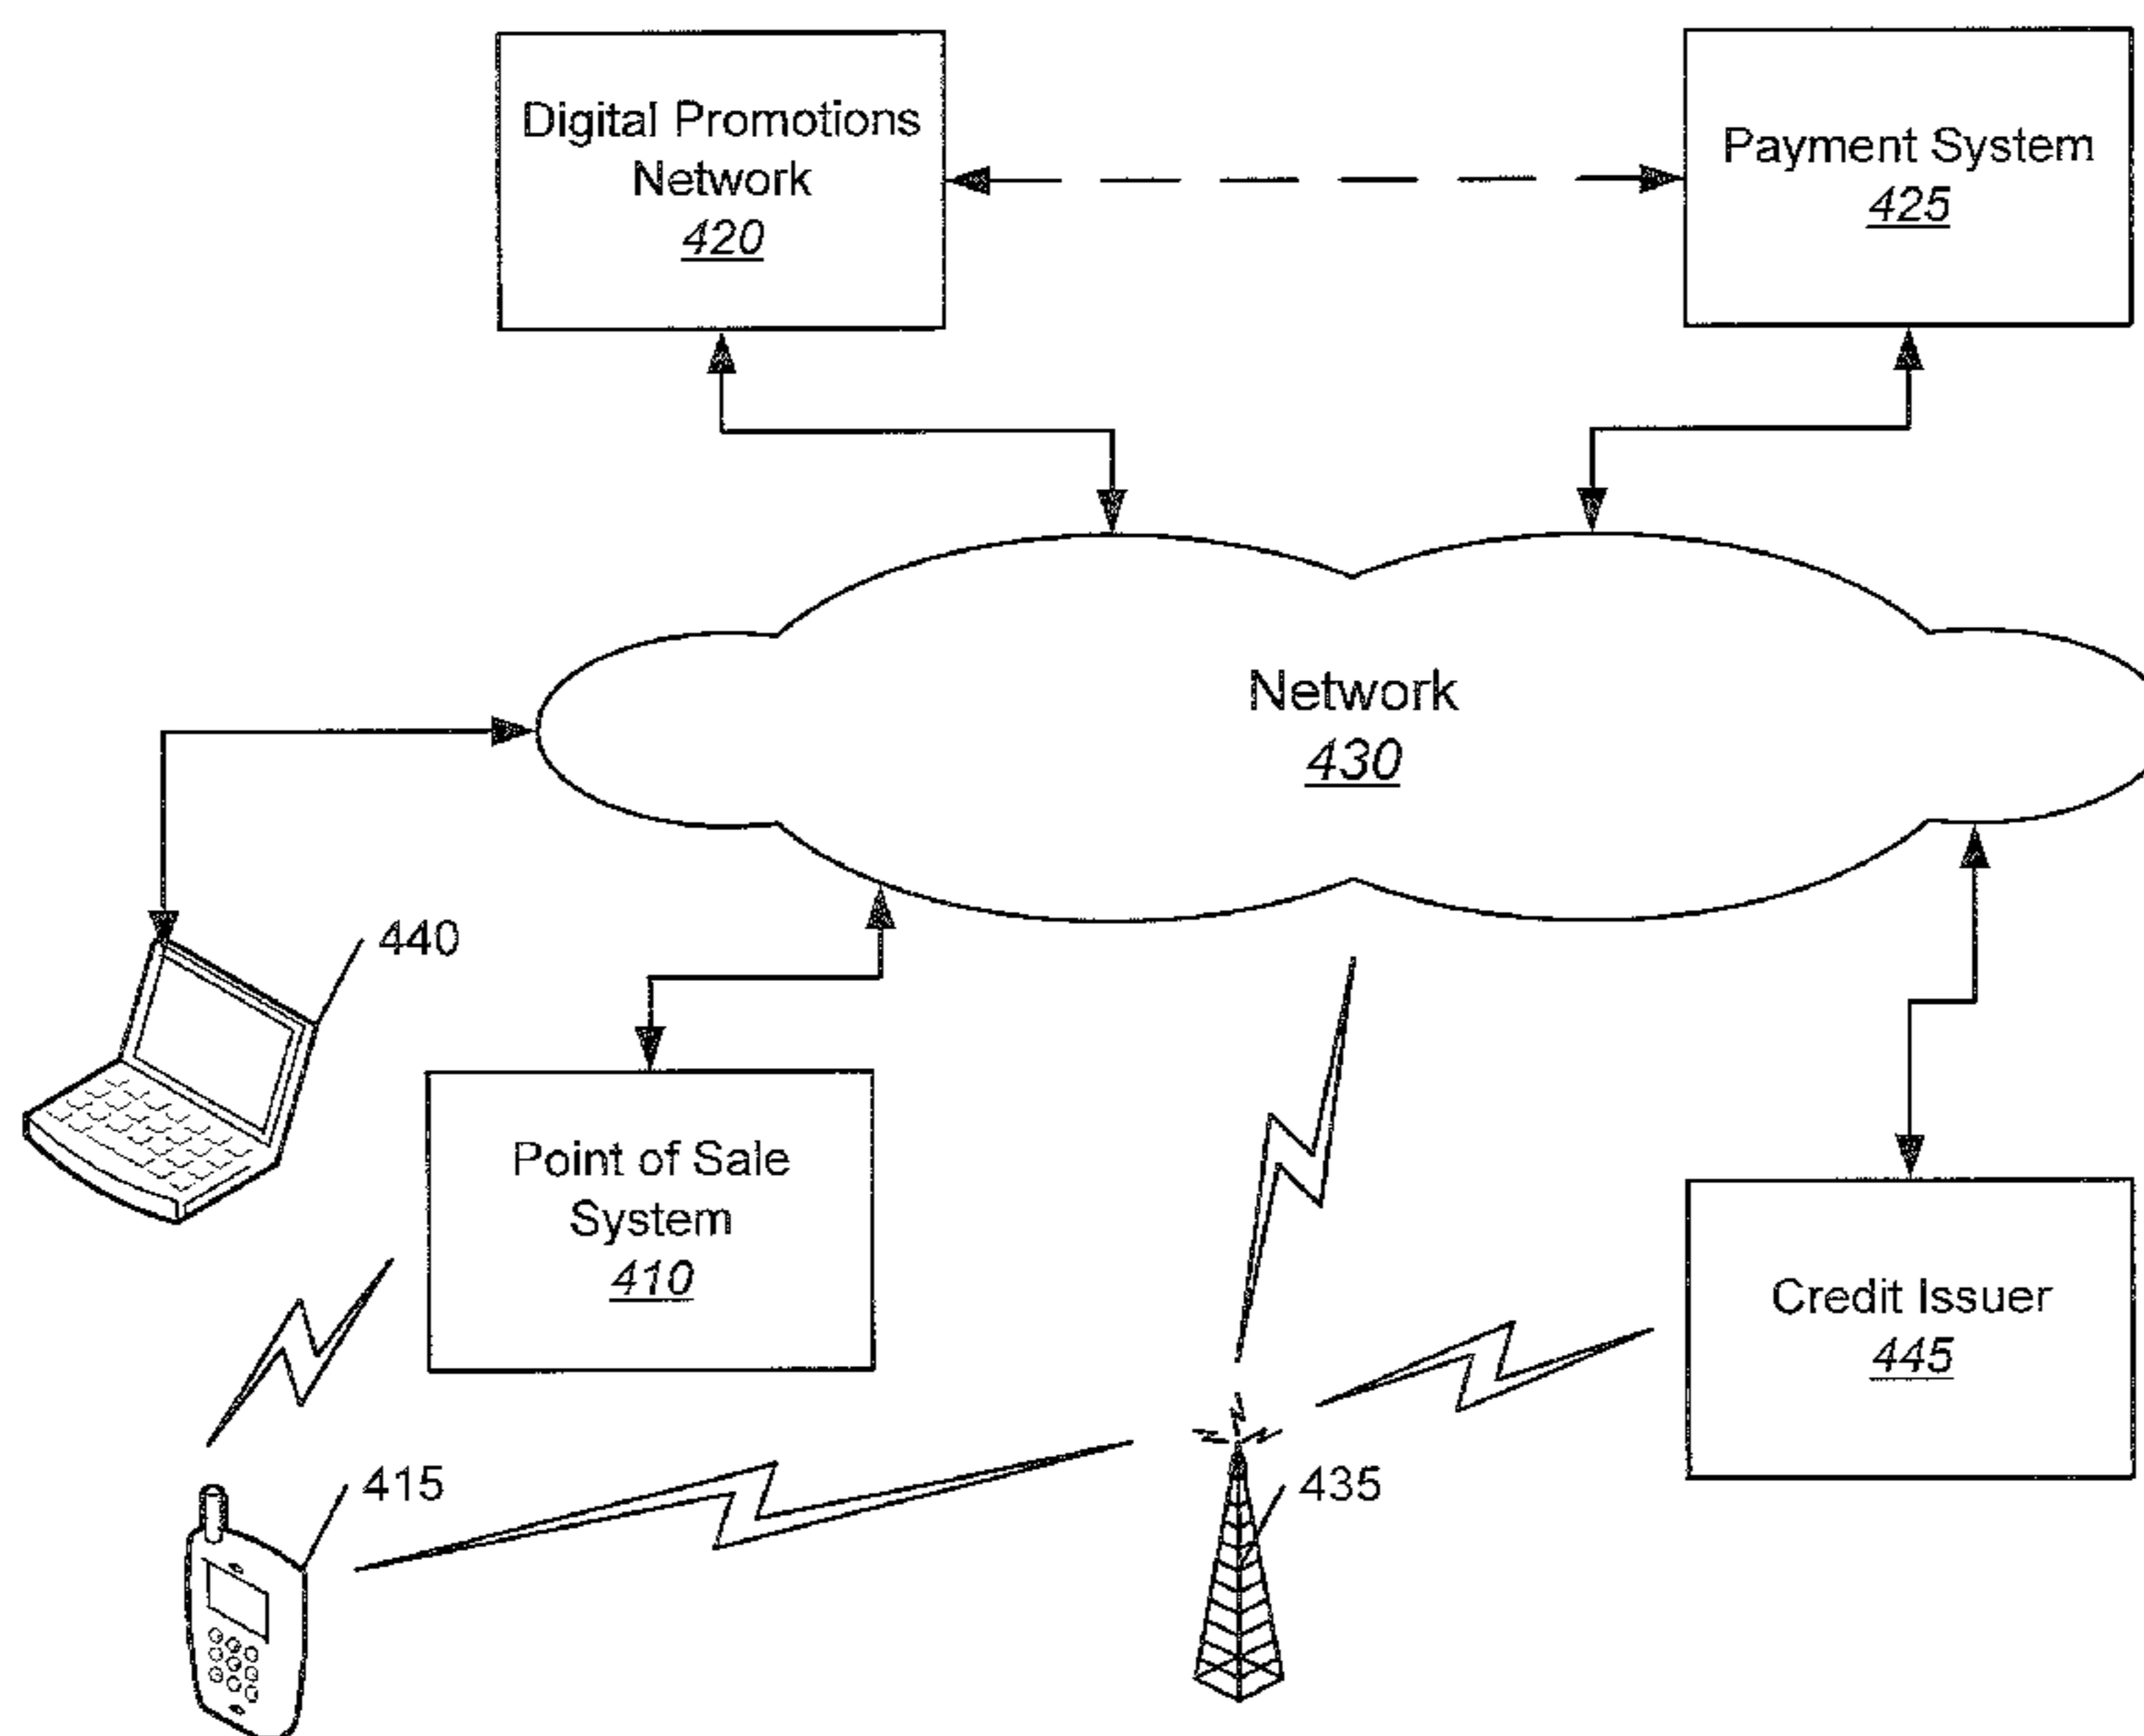 Digital Promotions
Network
420
Payment System
425
Network
430
440
Point of Sale
System
410
Credit Issuer
445
415
435